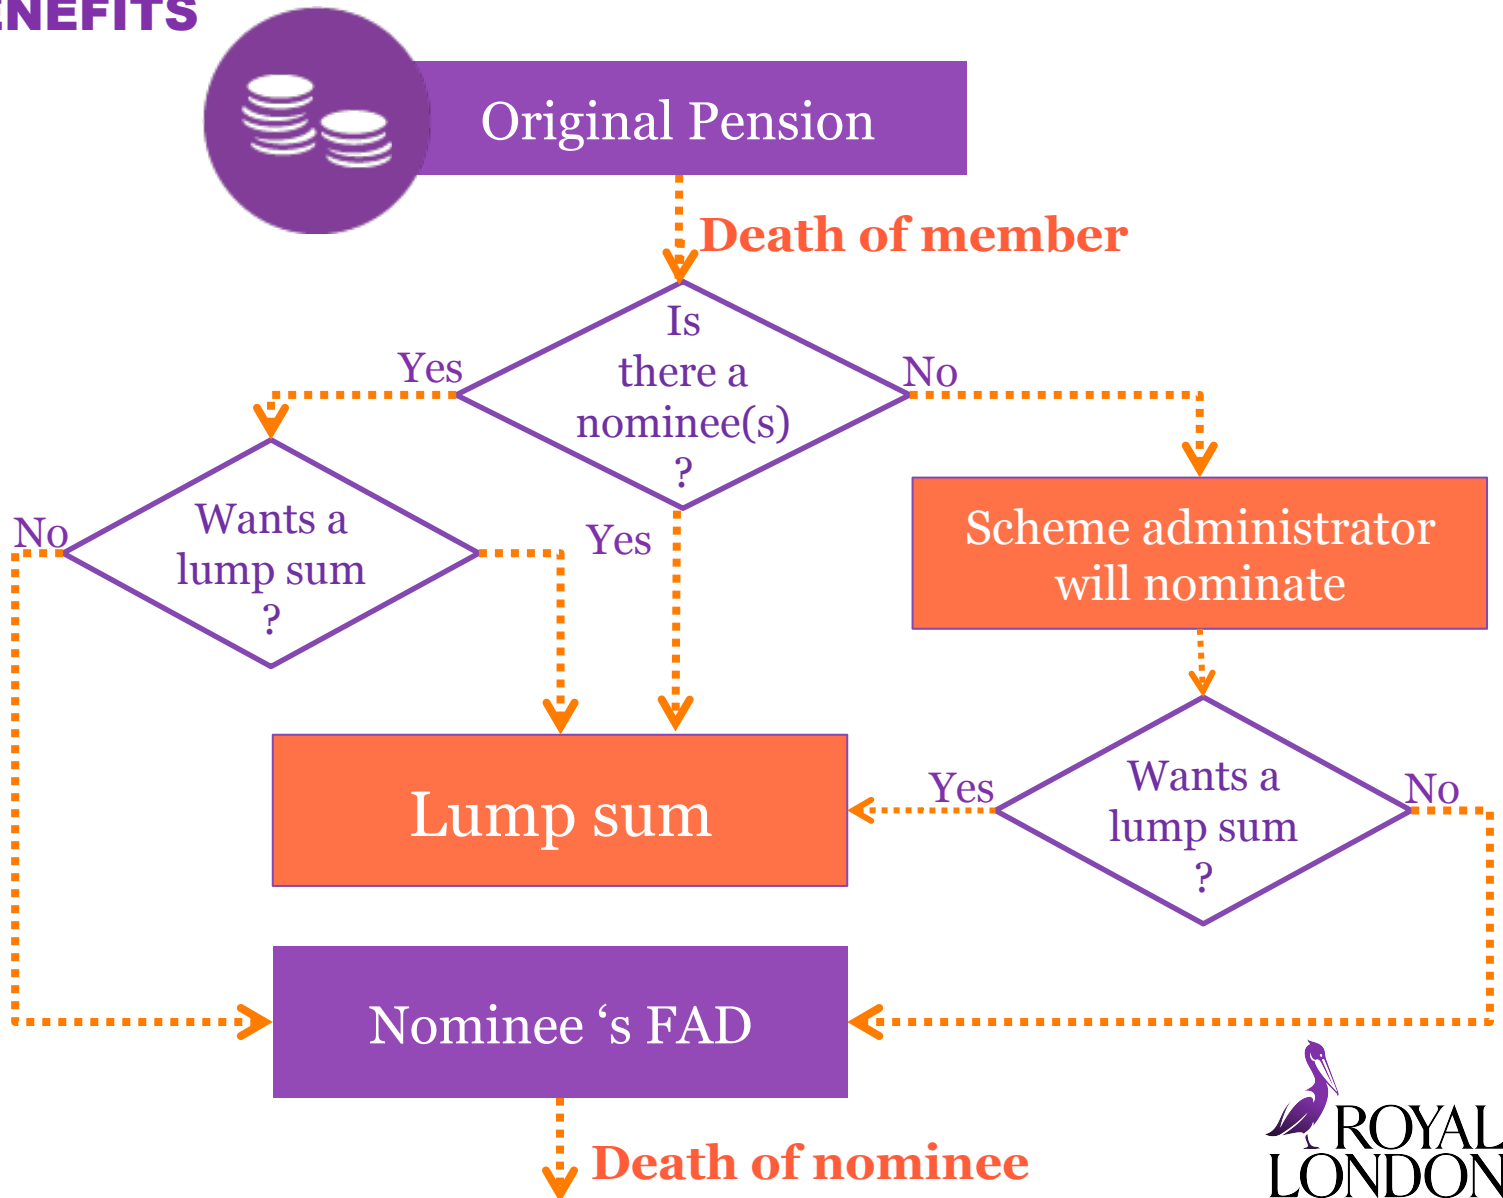 ENEFITS
Original Pension
Death of member
Is
there a
nominee(s)
?
Yes
No
Wants a
lump sum
?
No
Yes
Scheme administrator
will nominate
Lump sum
Yes
Wants a
lump sum
?
No
Nominee ‘s FAD
Death of nominee
ROYAL
LONDON